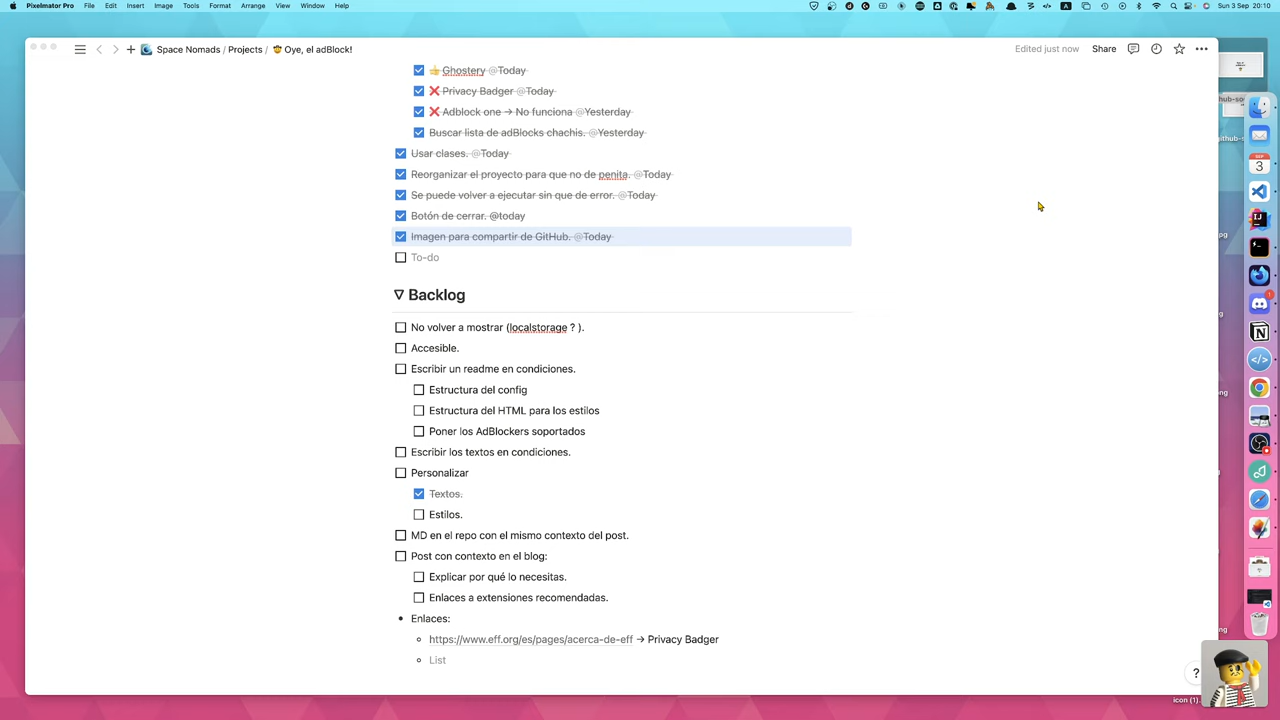 Pixelmator Pro File Edit Insert Image Tools Format Arrange View Window Help Sun 3 Sep 20:10
Space Nomads / Projects / 🤠 Oye, el adBlock! Edited just now Share
👍 Ghostery @Today
❌ Privacy Badger @Today
❌ Adblock one → No funciona @Yesterday
Buscar lista de adBlocks chachis. @Yesterday
Usar clases. @Today
Reorganizar el proyecto para que no de penita. @Today
Se puede volver a ejecutar sin que de error. @Today
Botón de cerrar. @today
Imagen para compartir de GitHub. @Today
To-do
Backlog
No volver a mostrar (localstorage ? ).
Accesible.
Escribir un readme en condiciones.
Estructura del config
Estructura del HTML para los estilos
Poner los AdBlockers soportados
Escribir los textos en condiciones.
Personalizar
Textos.
Estilos.
MD en el repo con el mismo contexto del post.
Post con contexto en el blog:
Explicar por qué lo necesitas.
Enlaces a extensiones recomendadas.
Enlaces:
https://www.eff.org/es/pages/acerca-de-eff → Privacy Badger
List
?
icon (1)